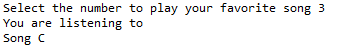 Select the number to play your favorite song 3
You are listening to
Song C